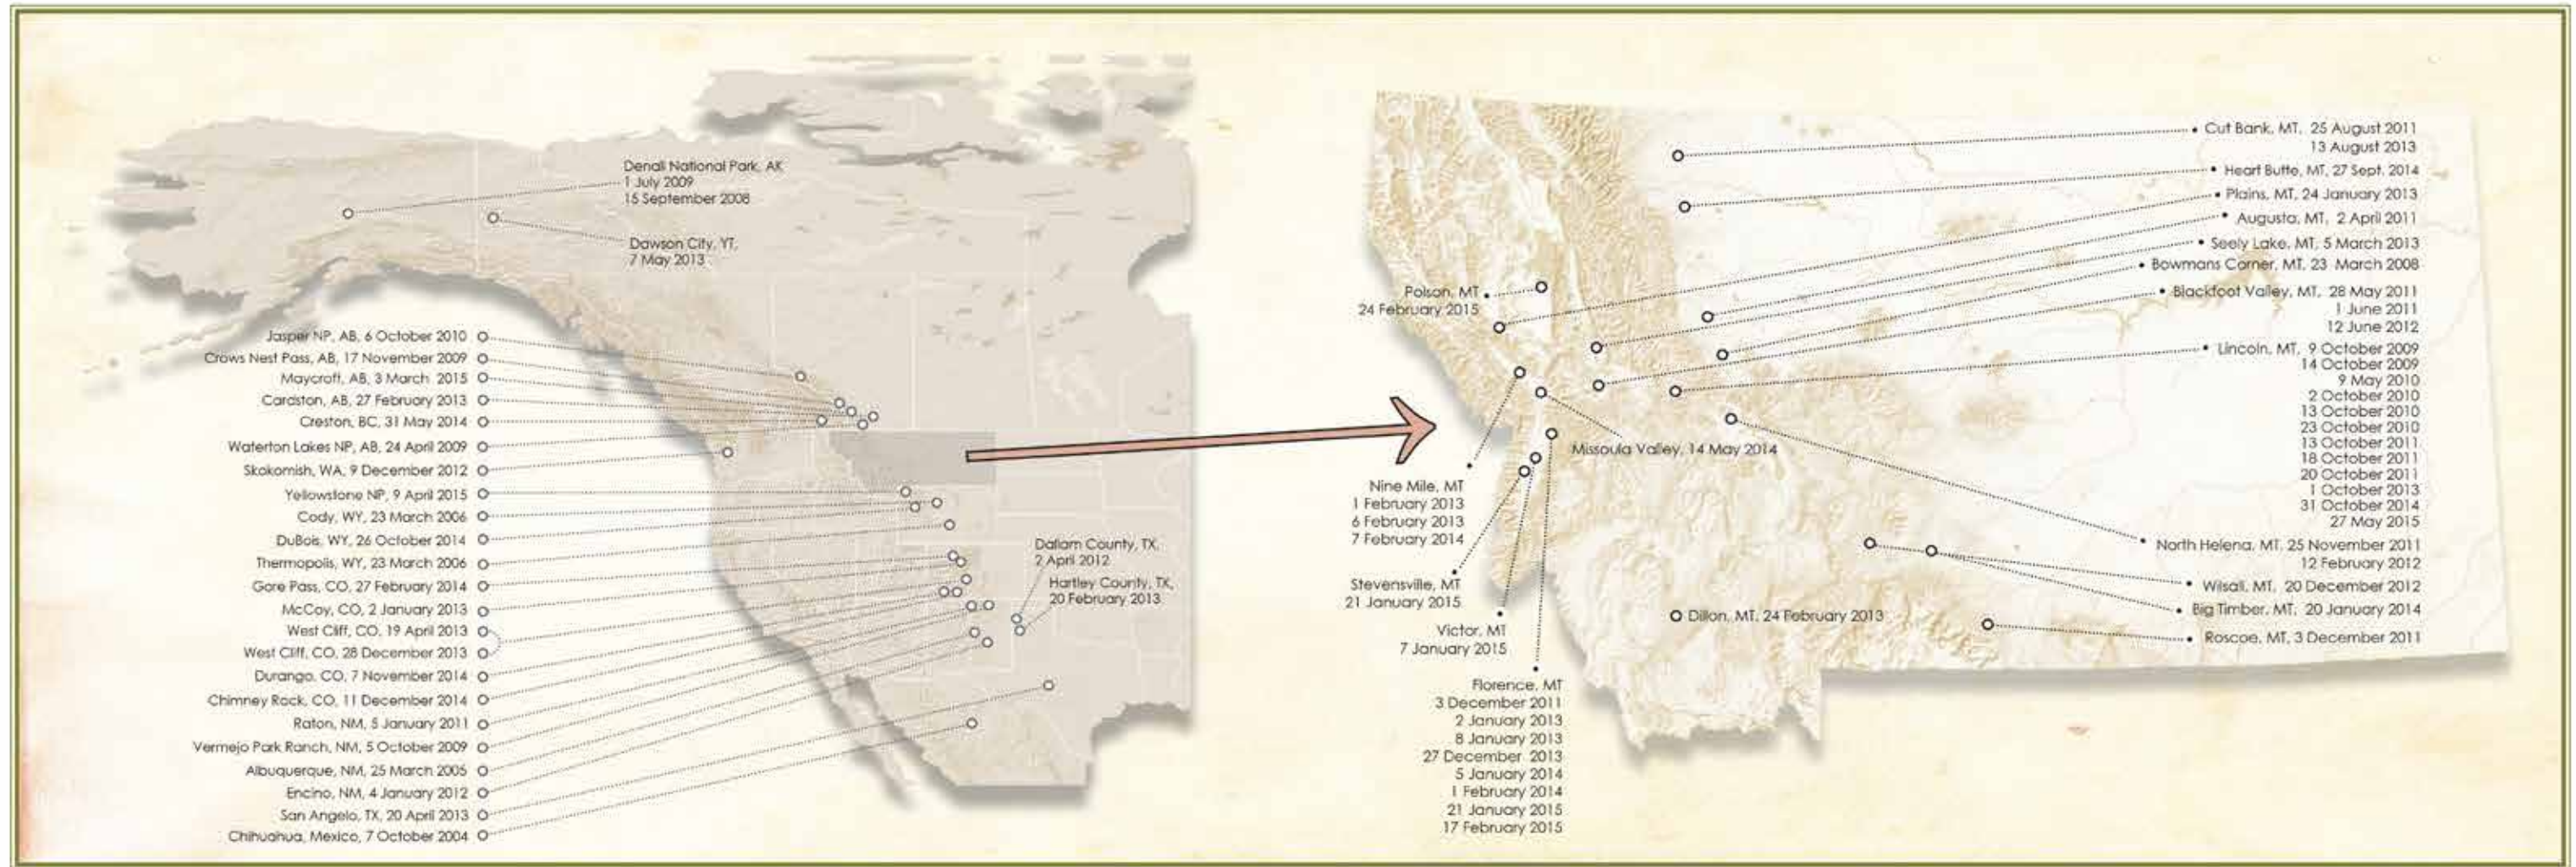 Denali National Park, AK
1 July 2009
15 September 2008
Dawson City, YT,
7 May 2013
Jasper NP, AB, 6 October 2010
Crows Nest Pass, AB, 17 November 2009
Maycroft, AB, 3 March 2015
Cardston, AB, 27 February 2013
Creston, BC, 31 May 2014
Waterton Lakes NP, AB, 24 April 2009
Skokomish, WA, 9 December 2012
Yellowstone NP, 9 April 2015
Cody, WY, 23 March 2006
DuBois, WY, 26 October 2014
Thermopolis, WY, 23 March 2006
Gore Pass, CO, 27 February 2014
McCoy, CO, 2 January 2013
West Cliff, CO, 19 April 2013
West Cliff, CO, 28 December 2013
Durango, CO, 7 November 2014
Chimney Rock, CO, 11 December 2014
Raton, NM, 5 January 2011
Vermejo Park Ranch, NM, 5 October 2009
Albuquerque, NM, 25 March 2005
Encino, NM, 4 January 2012
San Angelo, TX, 20 April 2013
Chihuahua, Mexico, 7 October 2004
Dallam County, TX,
2 April 2012
Hartley County, TX,
20 February 2013
Polson, MT
24 February 2015
Nine Mile, MT
1 February 2013
6 February 2013
7 February 2014
Stevensville, MT
21 January 2015
Victor, MT
7 January 2015
Florence, MT
3 December 2011
2 January 2013
8 January 2013
27 December 2013
5 January 2014
1 February 2014
21 January 2015
17 February 2015
Missoula Valley, 14 May 2014
Dillon, MT, 24 February 2013
Cut Bank, MT, 25 August 2011
13 August 2013
Heart Butte, MT, 27 Sept. 2014
Plains, MT, 24 January 2013
Augusta, MT, 2 April 2011
Seely Lake, MT, 5 March 2013
Bowmans Corner, MT, 23 March 2008
Blackfoot Valley, MT, 28 May 2011
1 June 2011
12 June 2012
Lincoln, MT, 9 October 2009
14 October 2009
9 May 2010
2 October 2010
13 October 2010
23 October 2010
13 October 2011
18 October 2011
20 October 2011
1 October 2013
31 October 2014
27 May 2015
North Helena, MT, 25 November 2011
12 February 2012
Wilsall, MT, 20 December 2012
Big Timber, MT, 20 January 2014
Roscoe, MT, 3 December 2011